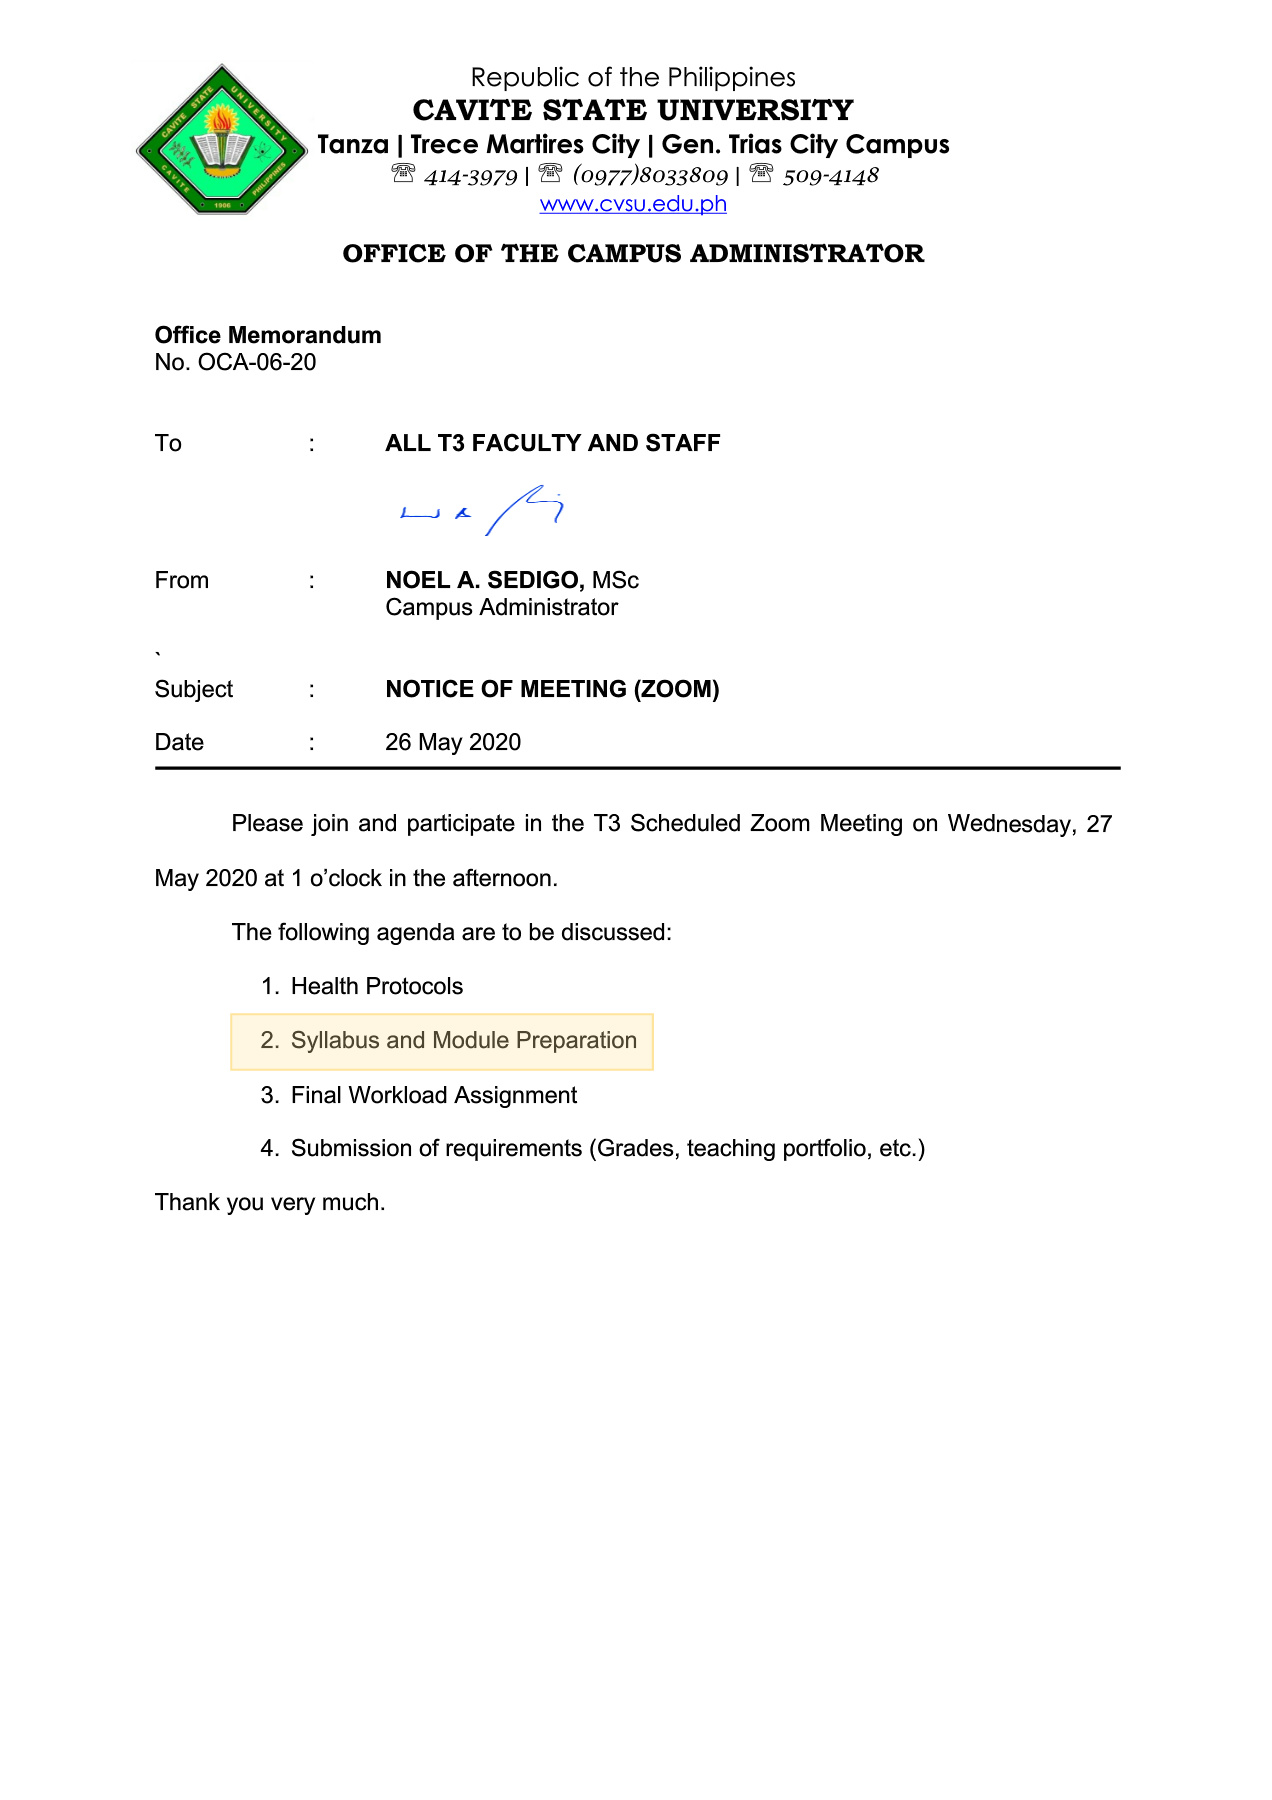 Republic of the Philippines
CAVITE STATE UNIVERSITY
Tanza | Trece Martires City | Gen. Trias City Campus
☏ 414-3979 | ☏ (0977)8033809 | ☏ 509-4148
www.cvsu.edu.ph
CAVITE STATE UNIVERSITY
CAVITE PHILIPPINES
1906
OFFICE OF THE CAMPUS ADMINISTRATOR
Office Memorandum
No. OCA-06-20
To : ALL T3 FACULTY AND STAFF
From : NOEL A. SEDIGO, MSc
Campus Administrator
`
Subject : NOTICE OF MEETING (ZOOM)
Date : 26 May 2020
Please join and participate in the T3 Scheduled Zoom Meeting on Wednesday, 27
May 2020 at 1 o’clock in the afternoon.
The following agenda are to be discussed:
1. Health Protocols
2. Syllabus and Module Preparation
3. Final Workload Assignment
4. Submission of requirements (Grades, teaching portfolio, etc.)
Thank you very much.